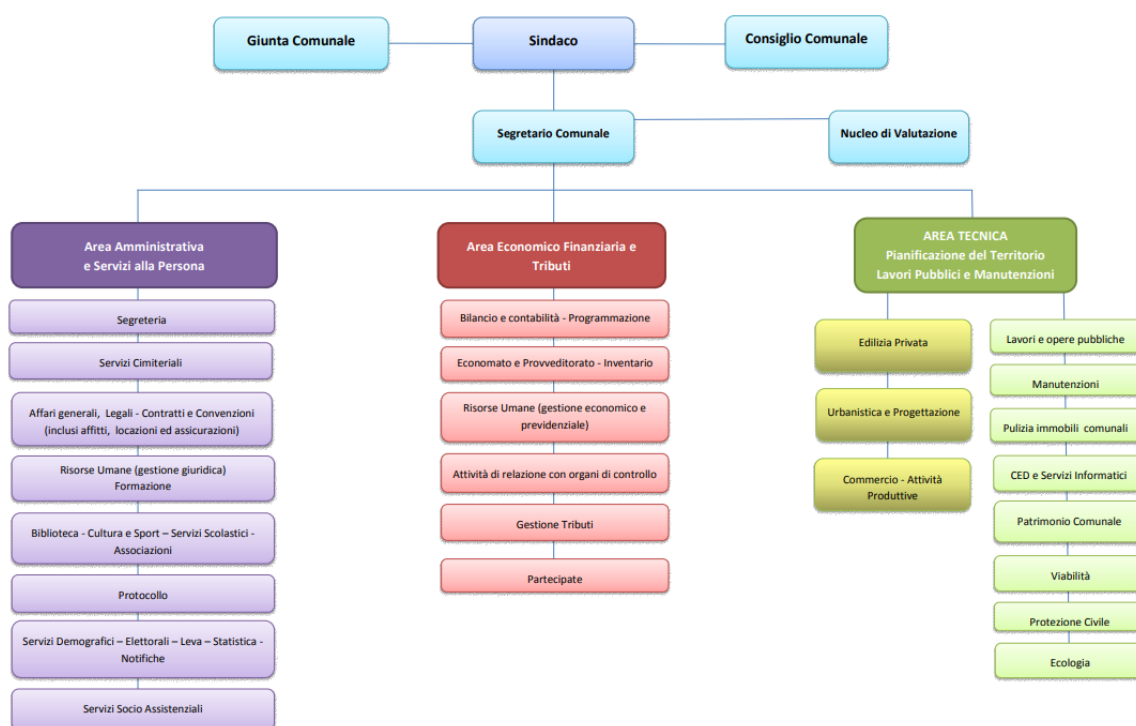 Giunta Comunale
Sindaco
Consiglio Comunale
Segretario Comunale
Nucleo di Valutazione
Area Amministrativa
e Servizi alla Persona
Segreteria
Servizi Cimiteriali
Affari generali, Legali - Contratti e Convenzioni
(inclusi affitti, locazioni ed assicurazioni)
Risorse Umane (gestione giuridica)
Formazione
Biblioteca - Cultura e Sport – Servizi Scolastici -
Associazioni
Protocollo
Servizi Demografici – Elettorali – Leva – Statistica -
Notifiche
Servizi Socio Assistenziali
Area Economico Finanziaria e
Tributi
Bilancio e contabilità - Programmazione
Economato e Provveditorato - Inventario
Risorse Umane (gestione economico e
previdenziale)
Attività di relazione con organi di controllo
Gestione Tributi
Partecipate
AREA TECNICA
Pianificazione del Territorio
Lavori Pubblici e Manutenzioni
Edilizia Privata
Urbanistica e Progettazione
Commercio - Attività
Produttive
Lavori e opere pubbliche
Manutenzioni
Pulizia immobili comunali
CED e Servizi Informatici
Patrimonio Comunale
Viabilità
Protezione Civile
Ecologia